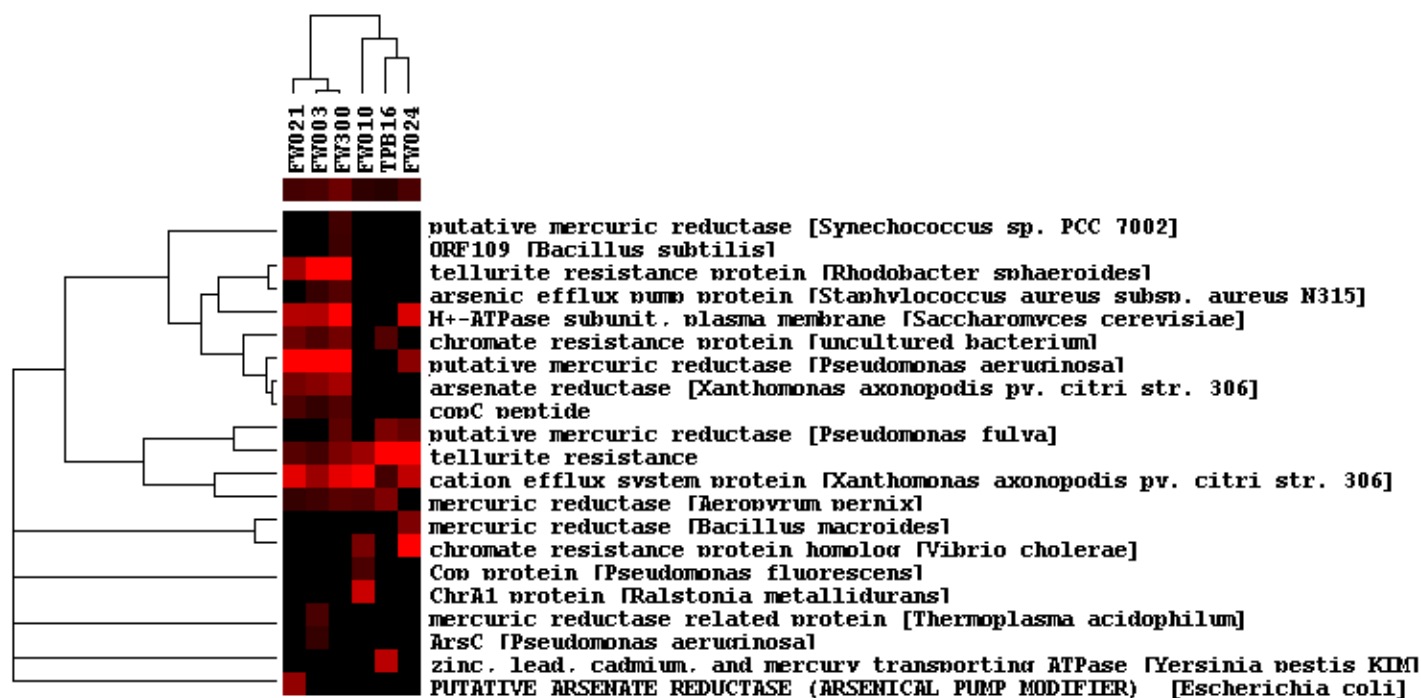 FW021
FW003
FW300
FW010
TPB16
FW024
putative mercuric reductase [Synechococcus sp. PCC 7002]
ORF109 [Bacillus subtilis]
tellurite resistance protein [Rhodobacter sphaeroides]
arsenic efflux pump protein [Staphylococcus aureus subsp. aureus N315]
H+-ATPase subunit, plasma membrane [Saccharomyces cerevisiae]
chromate resistance protein [uncultured bacterium]
putative mercuric reductase [Pseudomonas aeruginosa]
arsenate reductase [Xanthomonas axonopodis pv. citri str. 306]
copC peptide
putative mercuric reductase [Pseudomonas fulva]
tellurite resistance
cation efflux system protein [Xanthomonas axonopodis pv. citri str. 306]
mercuric reductase [Aeropyrum pernix]
mercuric reductase [Bacillus macroides]
chromate resistance protein homolog [Vibrio cholerae]
Cop protein [Pseudomonas fluorescens]
ChrA1 protein [Ralstonia metallidurans]
mercuric reductase related protein [Thermoplasma acidophilum]
ArsC [Pseudomonas aeruginosa]
zinc, lead, cadmium, and mercury transporting ATPase [Yersinia pestis KIM]
PUTATIVE ARSENATE REDUCTASE (ARSENICAL PUMP MODIFIER) [Escherichia coli]